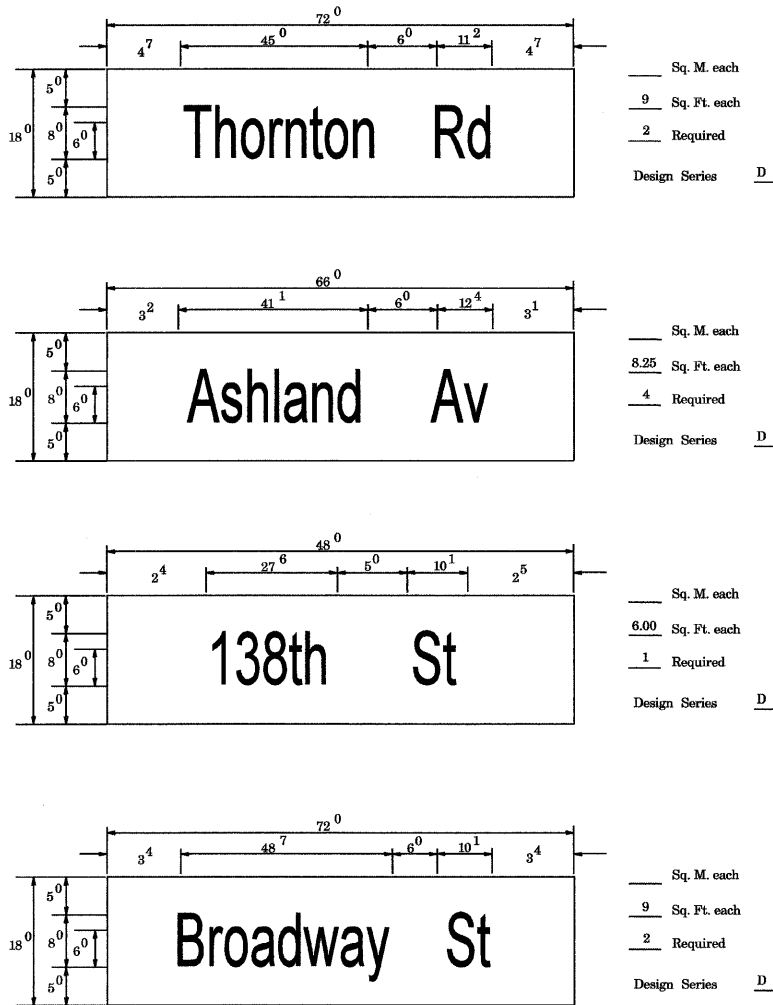 72 0
4 7 45 0 6 0 11 2 4 7
18 0 5 0 8 0 6 0 5 0
Thornton Rd
Sq. M. each
9 Sq. Ft. each
2 Required
Design Series D
66 0
3 2 41 1 6 0 12 4 3 1
18 0 5 0 8 0 6 0 5 0
Ashland Av
Sq. M. each
8.25 Sq. Ft. each
4 Required
Design Series D
48 0
2 4 27 6 5 0 10 1 2 5
18 0 5 0 8 0 6 0 5 0
138th St
Sq. M. each
6.00 Sq. Ft. each
1 Required
Design Series D
72 0
3 4 48 7 6 0 10 1 3 4
18 0 5 0 8 0 6 0 5 0
Broadway St
Sq. M. each
9 Sq. Ft. each
2 Required
Design Series D